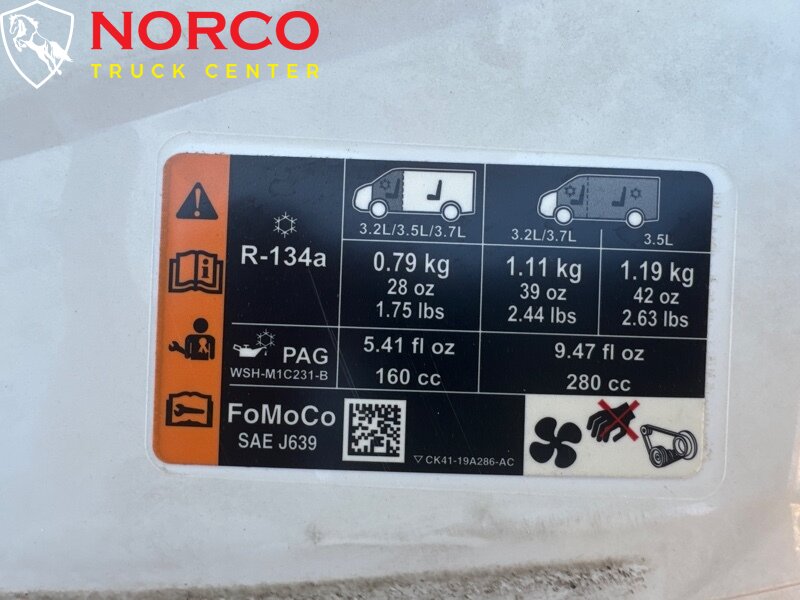 NORCO
TRUCK CENTER
3.2L/3.5L/3.7L
3.2L/3.7L
3.5L
R-134a
0.79 kg
28 oz
1.75 lbs
1.11 kg
39 oz
2.44 lbs
1.19 kg
42 oz
2.63 lbs
PAG
WSH-M1C231-B
5.41 fl oz
160 cc
9.47 fl oz
280 cc
FoMoCo
SAE J639
▽ CK41-19A286-AC